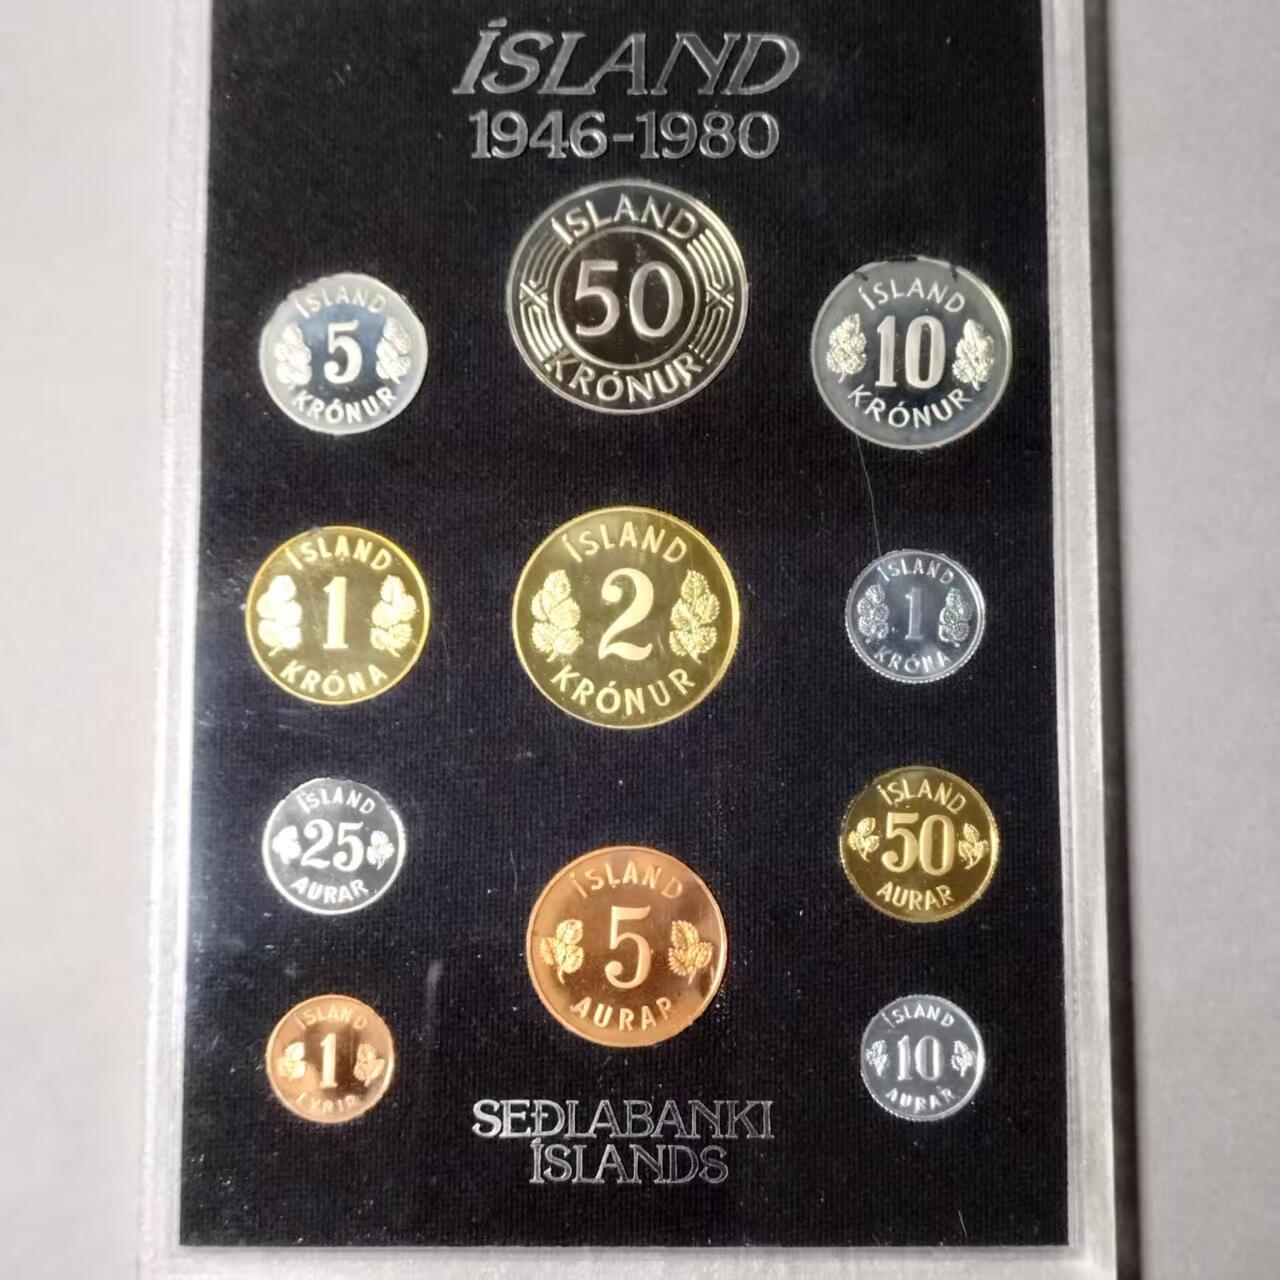 ÍSLAND
1946-1980
ÍSLAND
50
KRÓNUR
ÍSLAND
5
KRÓNUR
ÍSLAND
10
KRÓNUR
ÍSLAND
1
KRÓNA
ÍSLAND
2
KRÓNUR
ÍSLAND
1
KRÓNA
ÍSLAND
25
AURAR
ÍSLAND
5
AURAR
ÍSLAND
50
AURAR
ÍSLAND
1
EYRIR
ÍSLAND
10
AURAR
SEÐLABANKI
ÍSLANDS